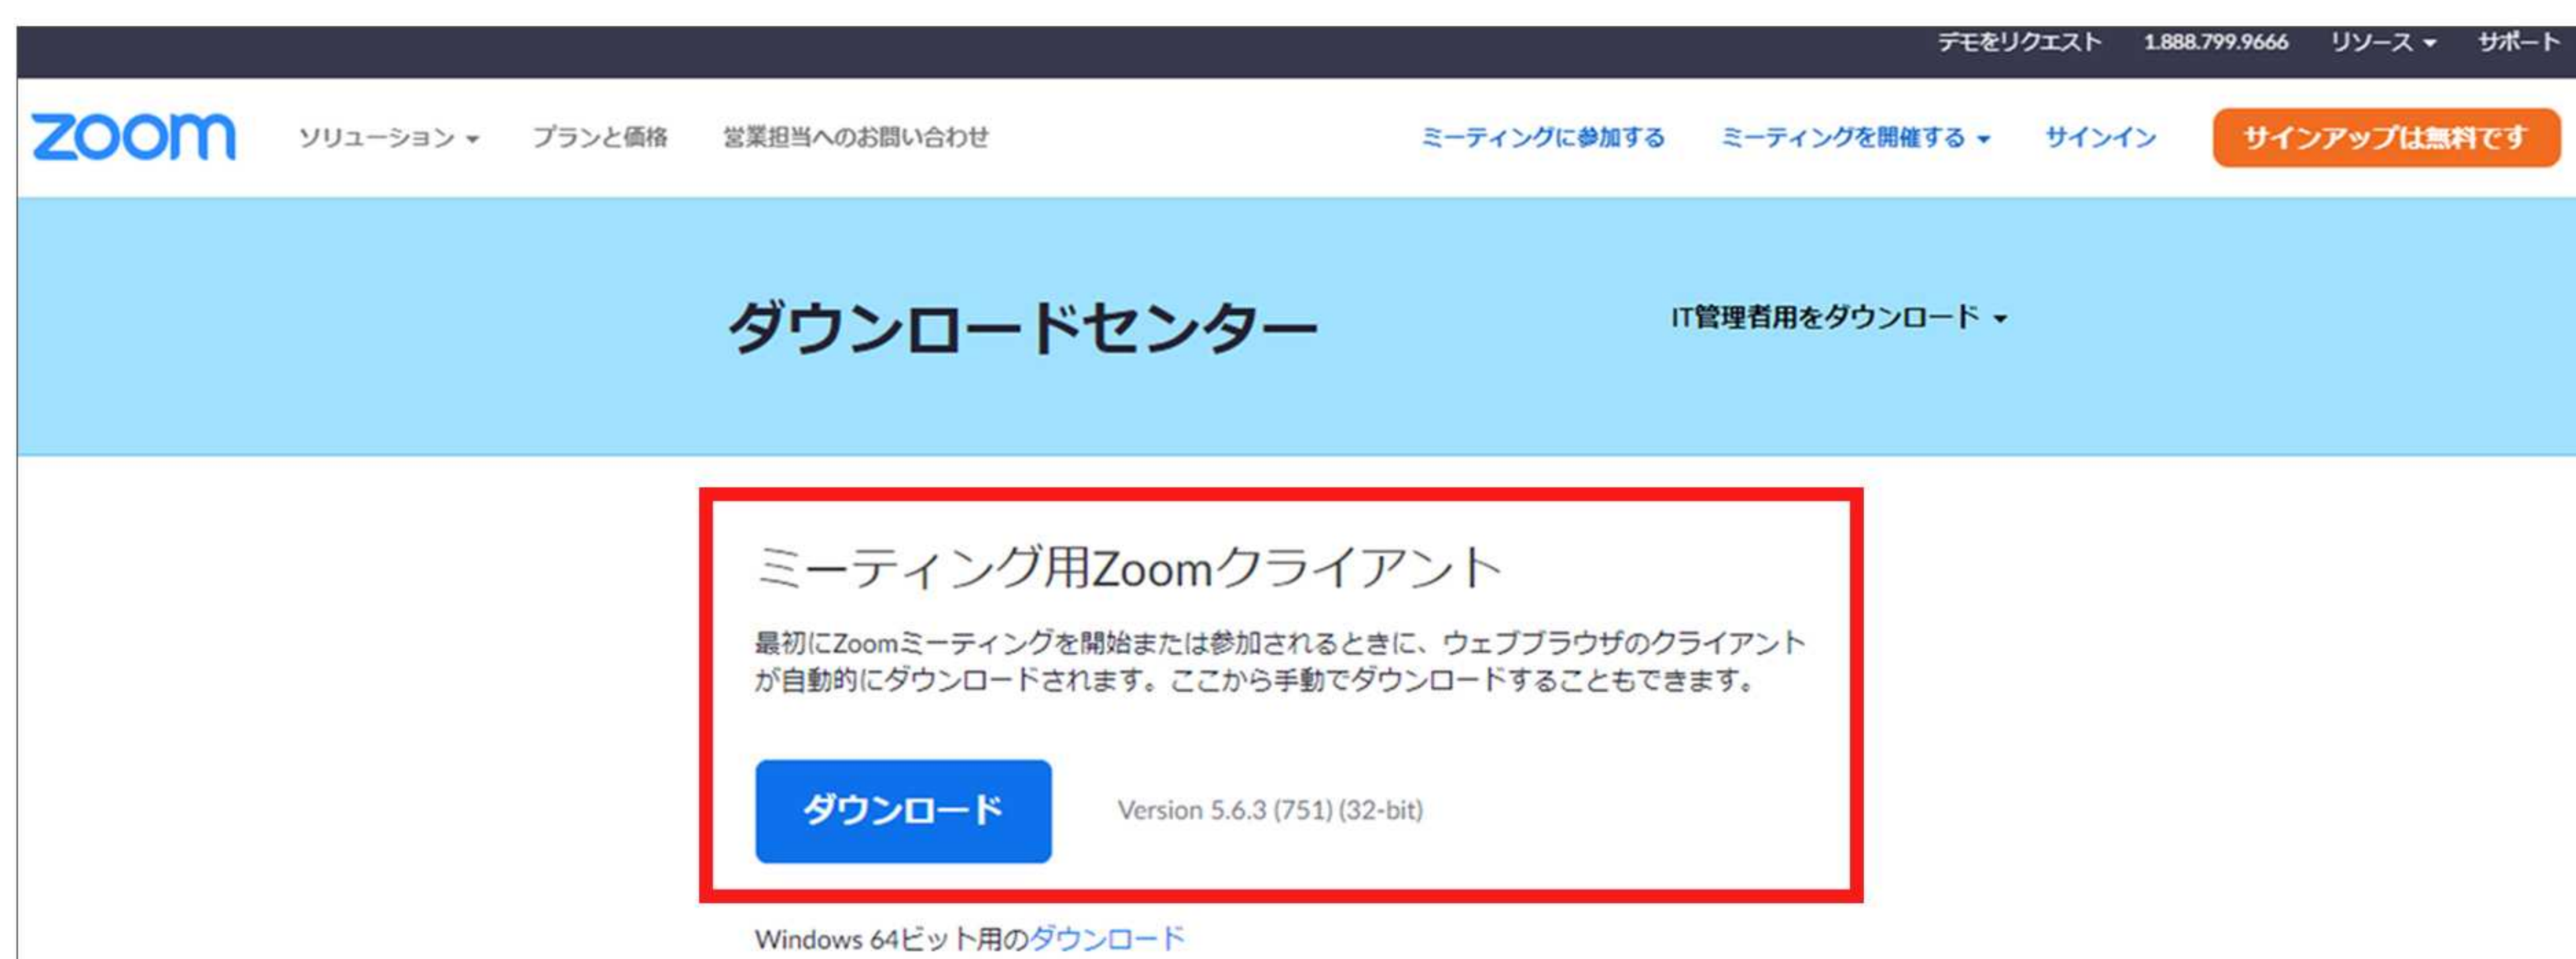 デモをリクエスト 1.888.799.9666 リソース サポート
zoom ソリューション プランと価格 営業担当へのお問い合わせ ミーティングに参加する ミーティングを開催する サインイン サインアップは無料です
ダウンロードセンター IT管理者用をダウンロード
ミーティング用Zoomクライアント
最初にZoomミーティングを開始または参加されるときに、ウェブブラウザのクライアント
が自動的にダウンロードされます。ここから手動でダウンロードすることもできます。
ダウンロード Version 5.6.3 (751) (32-bit)
Windows 64ビット用のダウンロード